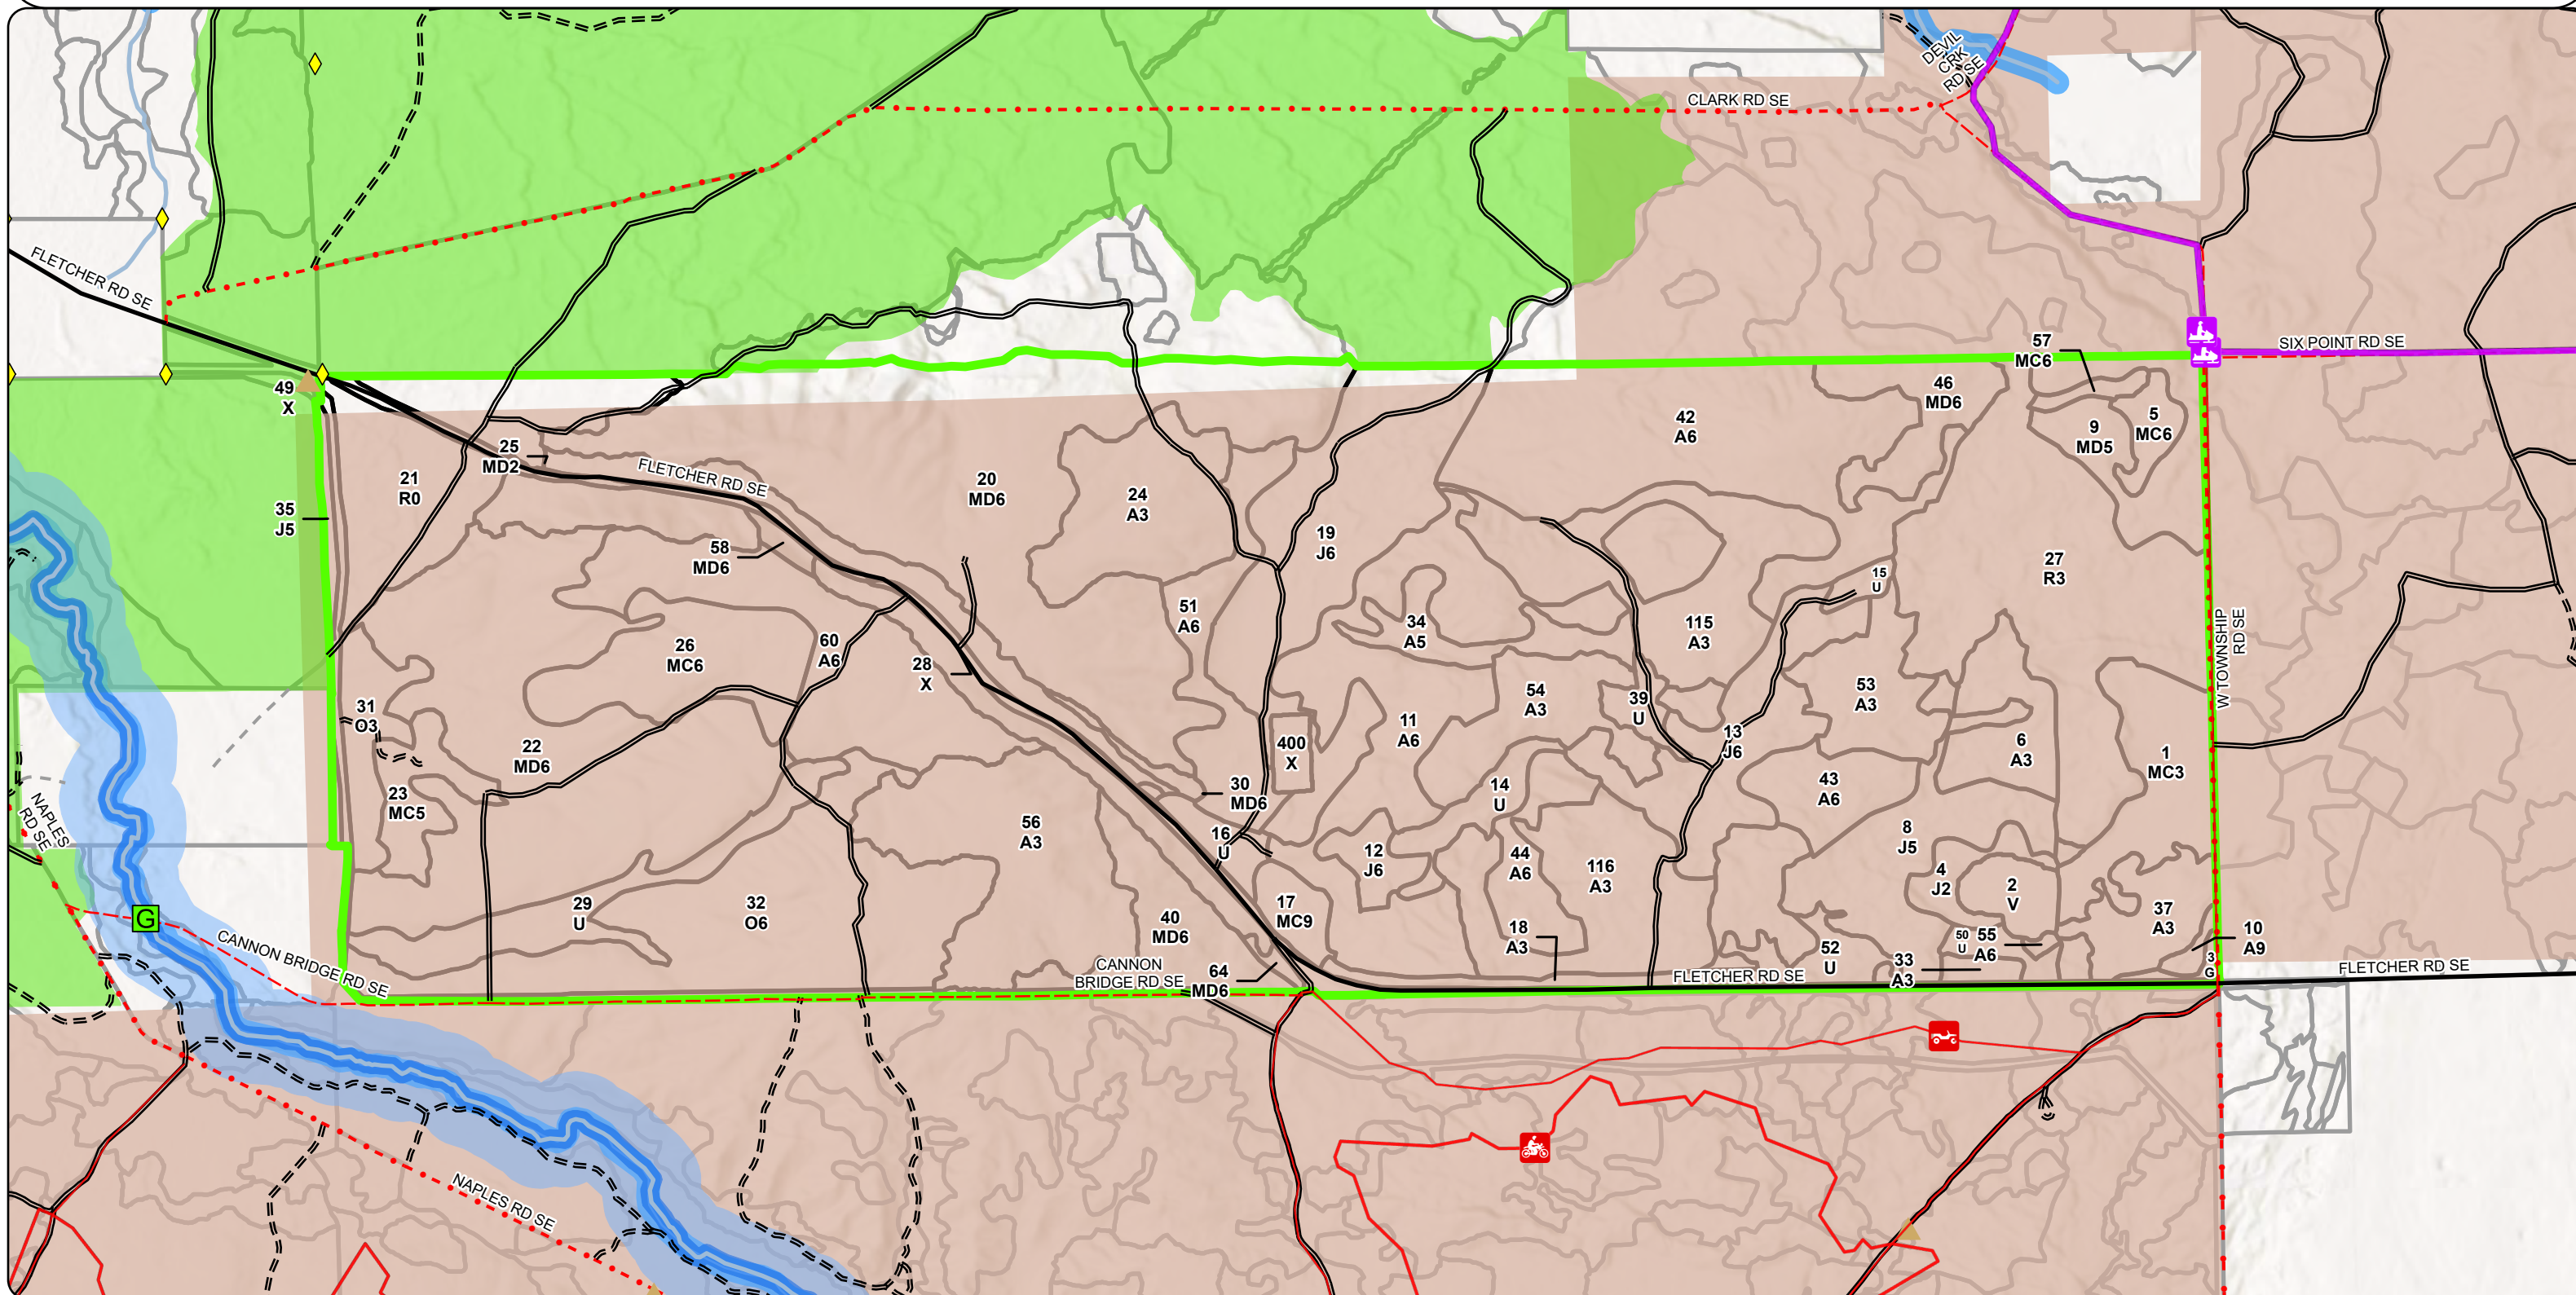 DEVIL
CRK
RD SE
CLARK RD SE
FLETCHER RD SE
57
MC6
SIX POINT RD SE
49
X
46
MD6
42
A6
5
MC6
9
MD5
25
MD2
FLETCHER RD SE
21
R0
20
MD6
24
A3
35
J5
19
J6
58
MD6
27
R3
15
U
51
A6
34
A5
115
A3
W TOWNSHIP
RD SE
26
MC6
60
A6
28
X
54
A3
39
U
53
A3
31
O3
11
A6
13
J6
6
A3
1
MC3
22
MD6
400
X
23
MC5
30
MD6
14
U
43
A6
NAPLES
RD SE
56
A3
16
U
12
J6
44
A6
116
A3
8
J5
4
J2
2
V
29
U
32
O6
17
MC9
40
MD6
18
A3
37
A3
G
52
U
50
U
55
A6
10
A9
CANNON BRIDGE RD SE
CANNON
BRIDGE RD SE
64
MD6
33
A3
3
G
FLETCHER RD SE
FLETCHER RD SE
NAPLES RD SE